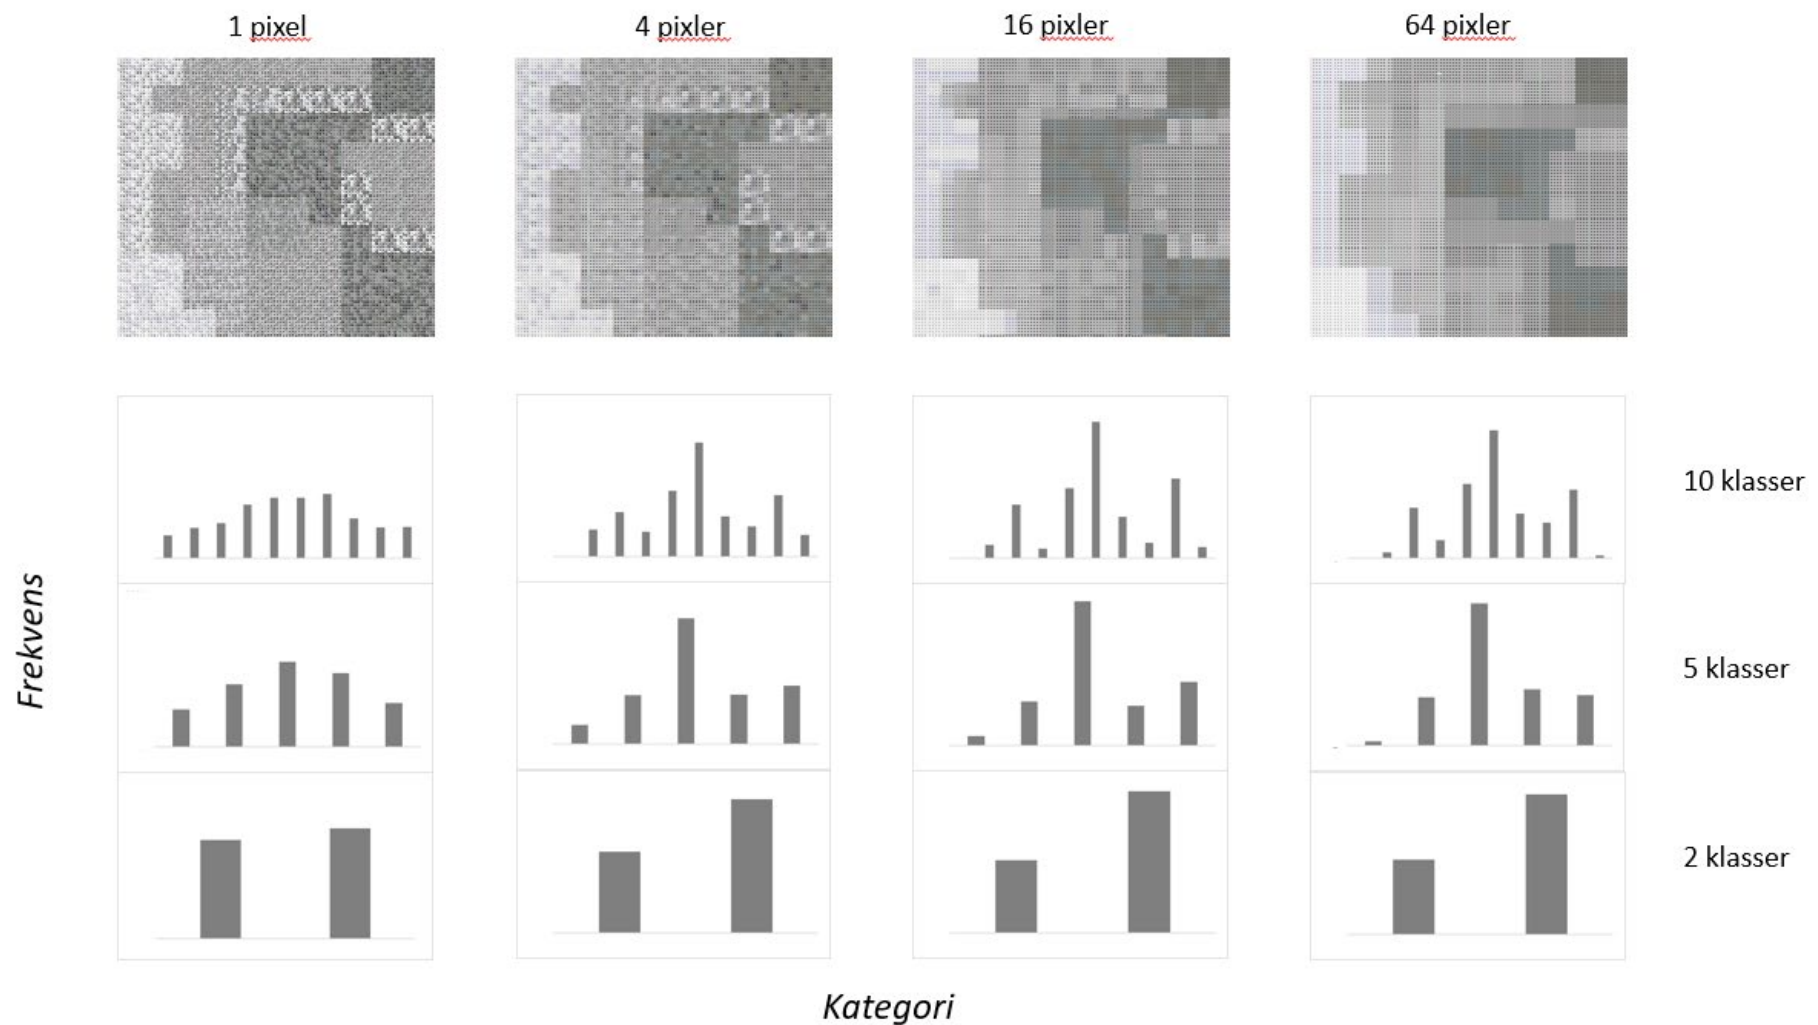 1 pixel
4 pixler
16 pixler
64 pixler
10 klasser
5 klasser
2 klasser
Frekvens
Kategori